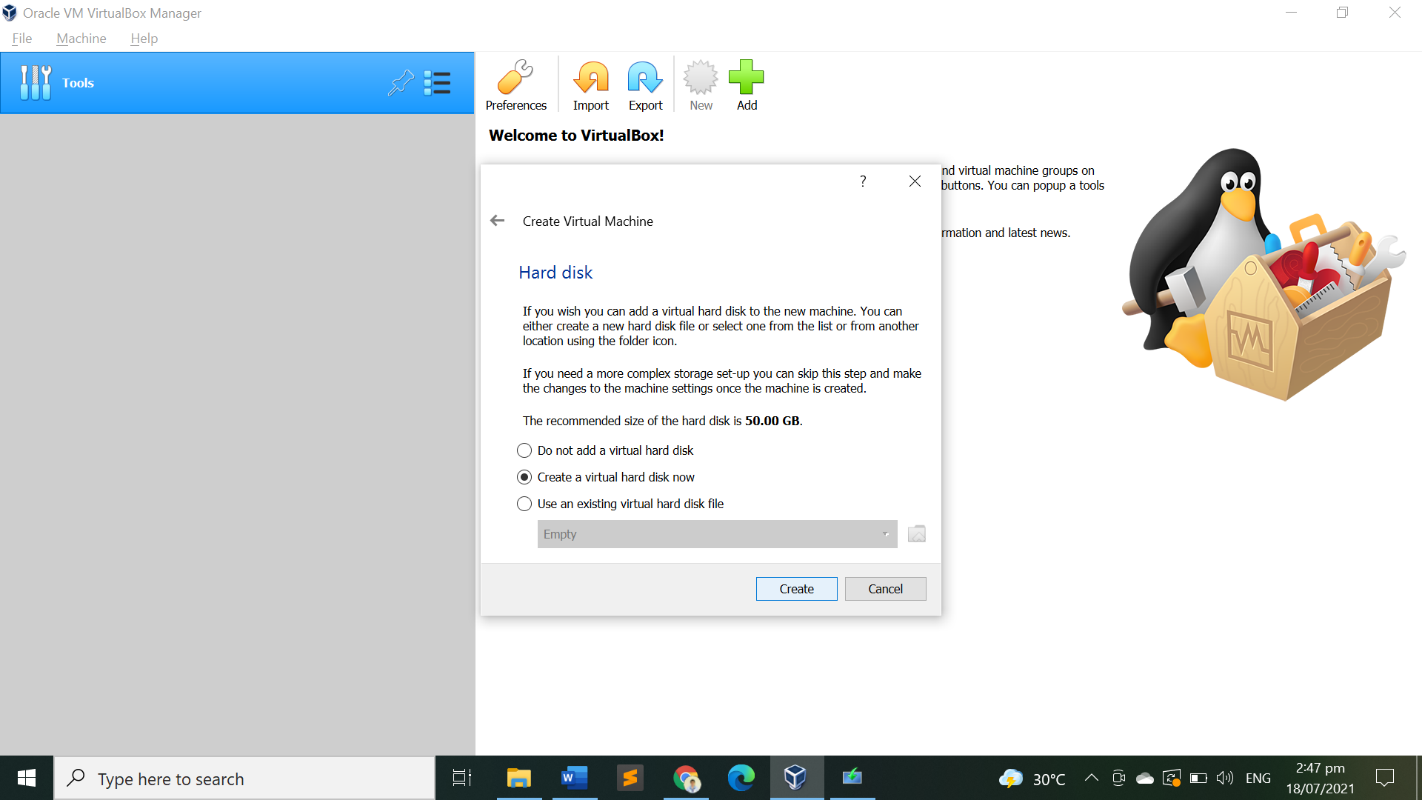 Oracle VM VirtualBox Manager
File Machine Help
Tools
Preferences Import Export New Add
Welcome to VirtualBox!
nd virtual machine groups on
buttons. You can popup a tools
rmation and latest news.
?
Create Virtual Machine
Hard disk
If you wish you can add a virtual hard disk to the new machine. You can
either create a new hard disk file or select one from the list or from another
location using the folder icon.
If you need a more complex storage set-up you can skip this step and make
the changes to the machine settings once the machine is created.
The recommended size of the hard disk is 50.00 GB.
Do not add a virtual hard disk
Create a virtual hard disk now
Use an existing virtual hard disk file
Empty
Create Cancel
Type here to search
30°C
ENG
2:47 pm
18/07/2021